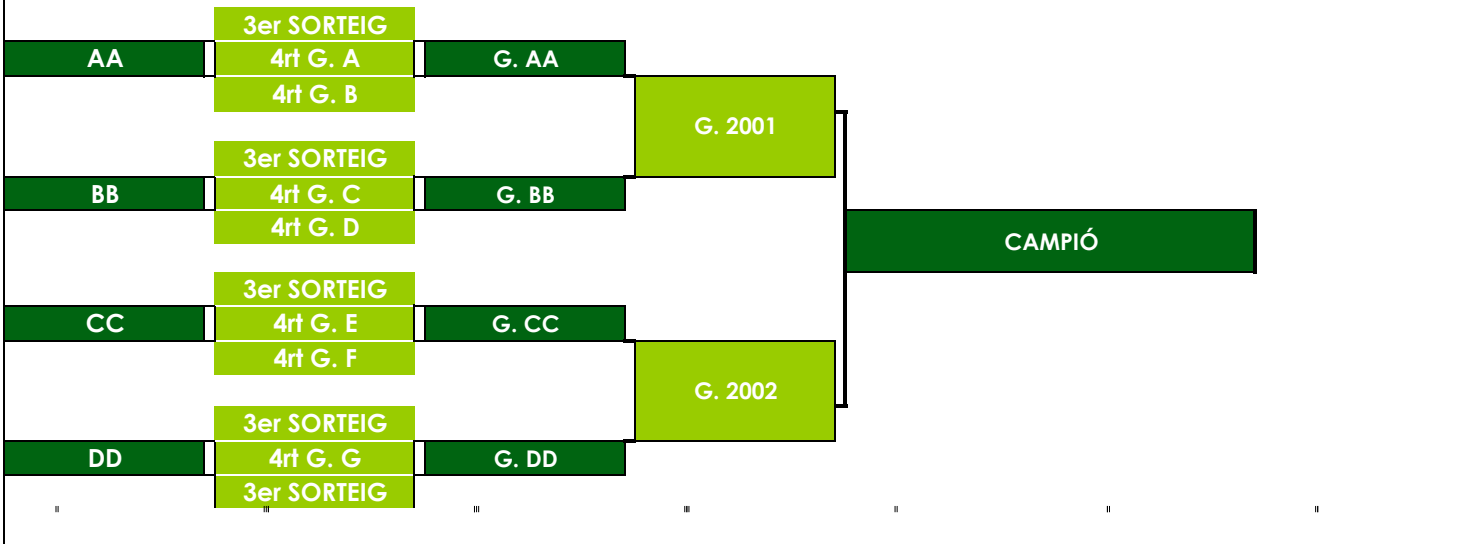 3er SORTEIG
AA 4rt G. A G. AA
4rt G. B
G. 2001
3er SORTEIG
BB 4rt G. C G. BB
4rt G. D
CAMPIÓ
3er SORTEIG
CC 4rt G. E G. CC
4rt G. F
G. 2002
3er SORTEIG
DD 4rt G. G G. DD
3er SORTEIG